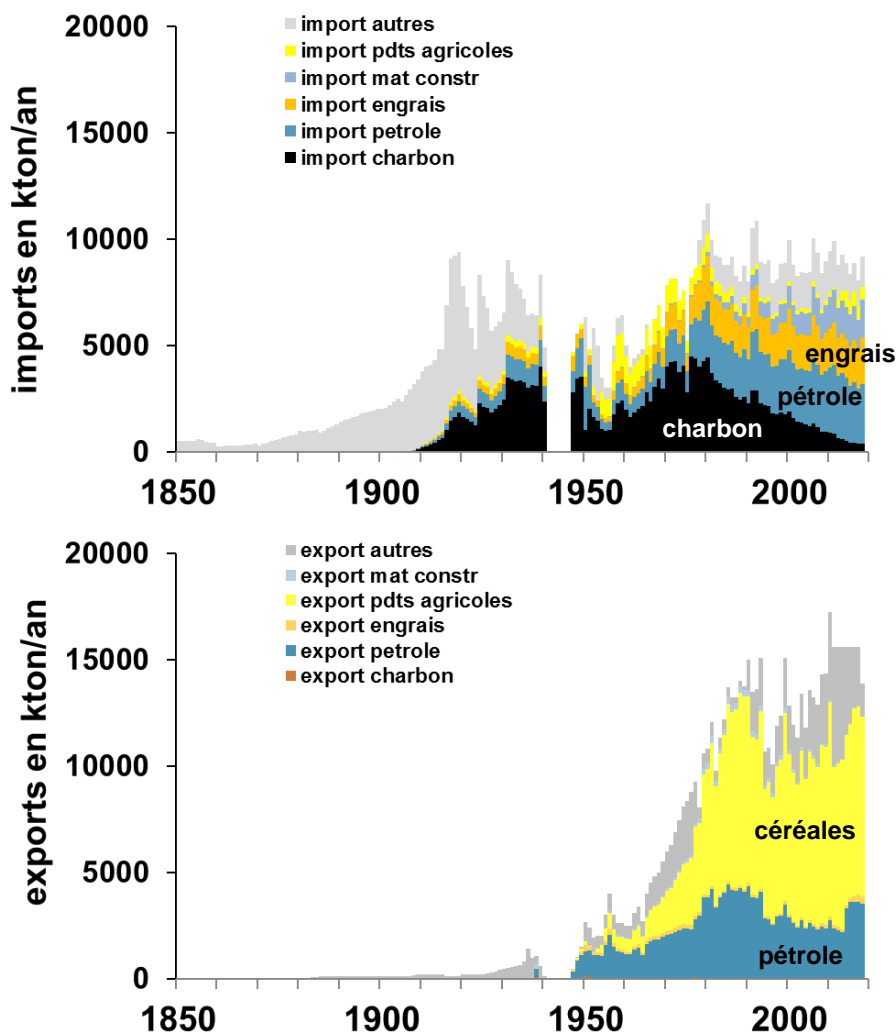 imports en kton/an
20000
15000
10000
5000
0
import autres
import pdts agricoles
import mat constr
import engrais
import petrole
import charbon
engrais
pétrole
charbon
1850 1900 1950 2000
exports en kton/an
20000
15000
10000
5000
0
export autres
export mat constr
export pdts agricoles
export engrais
export petrole
export charbon
céréales
pétrole
1850 1900 1950 2000